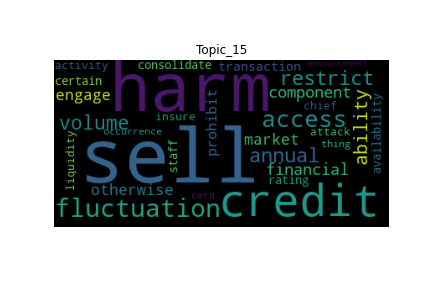 Topic_15
activity
consolidate
transaction
announcement
certain
harm
restrict
engage
component
volume
insure
prohibit
access
chief
ability
availability
occurrence
market
attack
liquidity
sell
staff
annual
financial
thing
otherwise
rating
fluctuation
card
credit